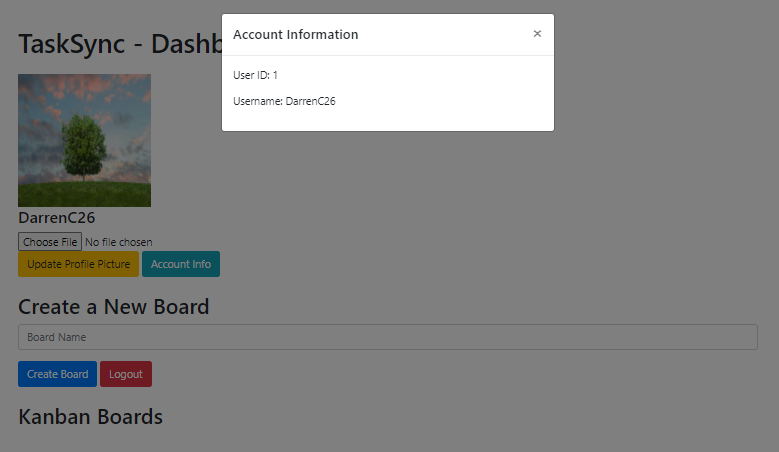 TaskSync - Dashb
Account Information ×
User ID: 1
Username: DarrenC26
DarrenC26
Choose File No file chosen
Update Profile Picture Account Info
Create a New Board
Board Name
Create Board Logout
Kanban Boards